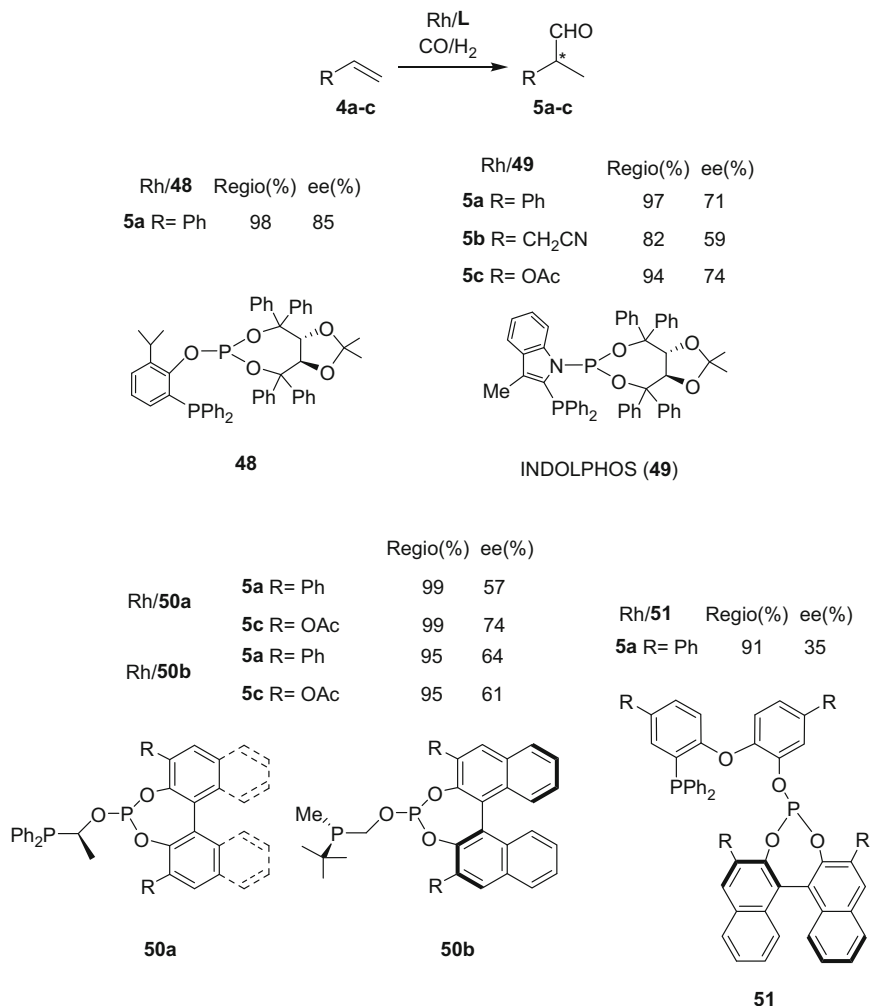 Rh/L
CO/H2
R
4a-c
CHO
*
R
5a-c
Rh/48 Regio(%) ee(%)
5a R= Ph 98 85
Rh/49 Regio(%) ee(%)
5a R= Ph 97 71
5b R= CH2CN 82 59
5c R= OAc 94 74
Ph Ph
O P O O
O O
PPh2 Ph Ph
48
Ph Ph
N P O O
Me O O
PPh2 Ph Ph
INDOLPHOS (49)
Regio(%) ee(%)
Rh/50a
5a R= Ph 99 57
5c R= OAc 99 74
Rh/50b
5a R= Ph 95 64
5c R= OAc 95 61
Rh/51 Regio(%) ee(%)
5a R= Ph 91 35
R
O P O
Ph2P O
R
50a
R
Me O P O
P O
R
50b
R R
O
PPh2 O
P
R O O R
51